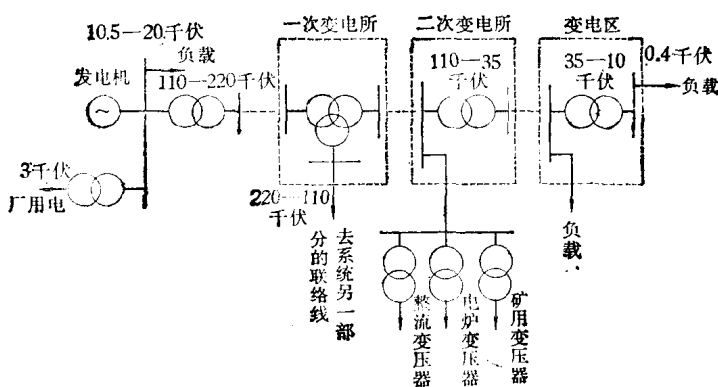 10.5—20千伏
负载
发电机
110—220千伏
3千伏
厂用电
一次变电所
220—110
千伏
去系统另一部
分的联络线
二次变电所
110—35
千伏
整流变压器
电炉变压器
矿用变压器
变电区
35—10
千伏
0.4千伏
负载
负载